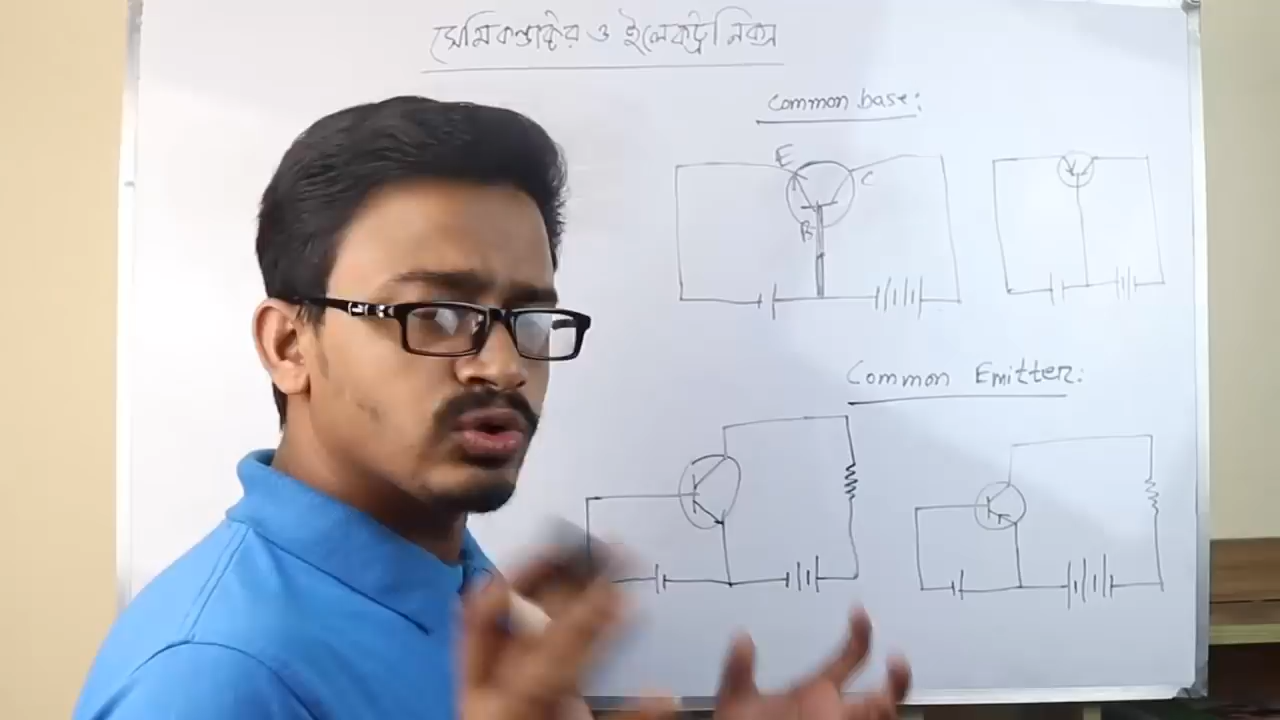 সেমিকন্ডাক্টর ও ইলেকট্রনিক্স
Common base:
E
C
B
Common Emitter: